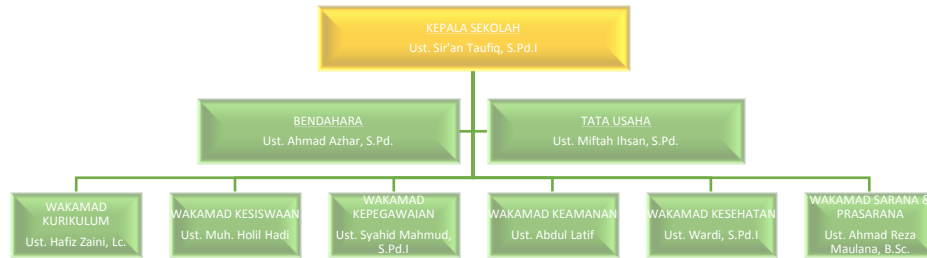 KEPALA SEKOLAH
Ust. Sir'an Taufiq, S.Pd.I
BENDAHARA
Ust. Ahmad Azhar, S.Pd.
TATA USAHA
Ust. Miftah Ihsan, S.Pd.
WAKAMAD
KURIKULUM
Ust. Hafiz Zaini, Lc.
WAKAMAD KESISWAAN
Ust. Muh. Holil Hadi
WAKAMAD
KEPEGAWAIAN
Ust. Syahid Mahmud,
S.Pd.I
WAKAMAD KEAMANAN
Ust. Abdul Latif
WAKAMAD KESEHATAN
Ust. Wardi, S.Pd.I
WAKAMAD SARANA &
PRASARANA
Ust. Ahmad Reza
Maulana, B.Sc.